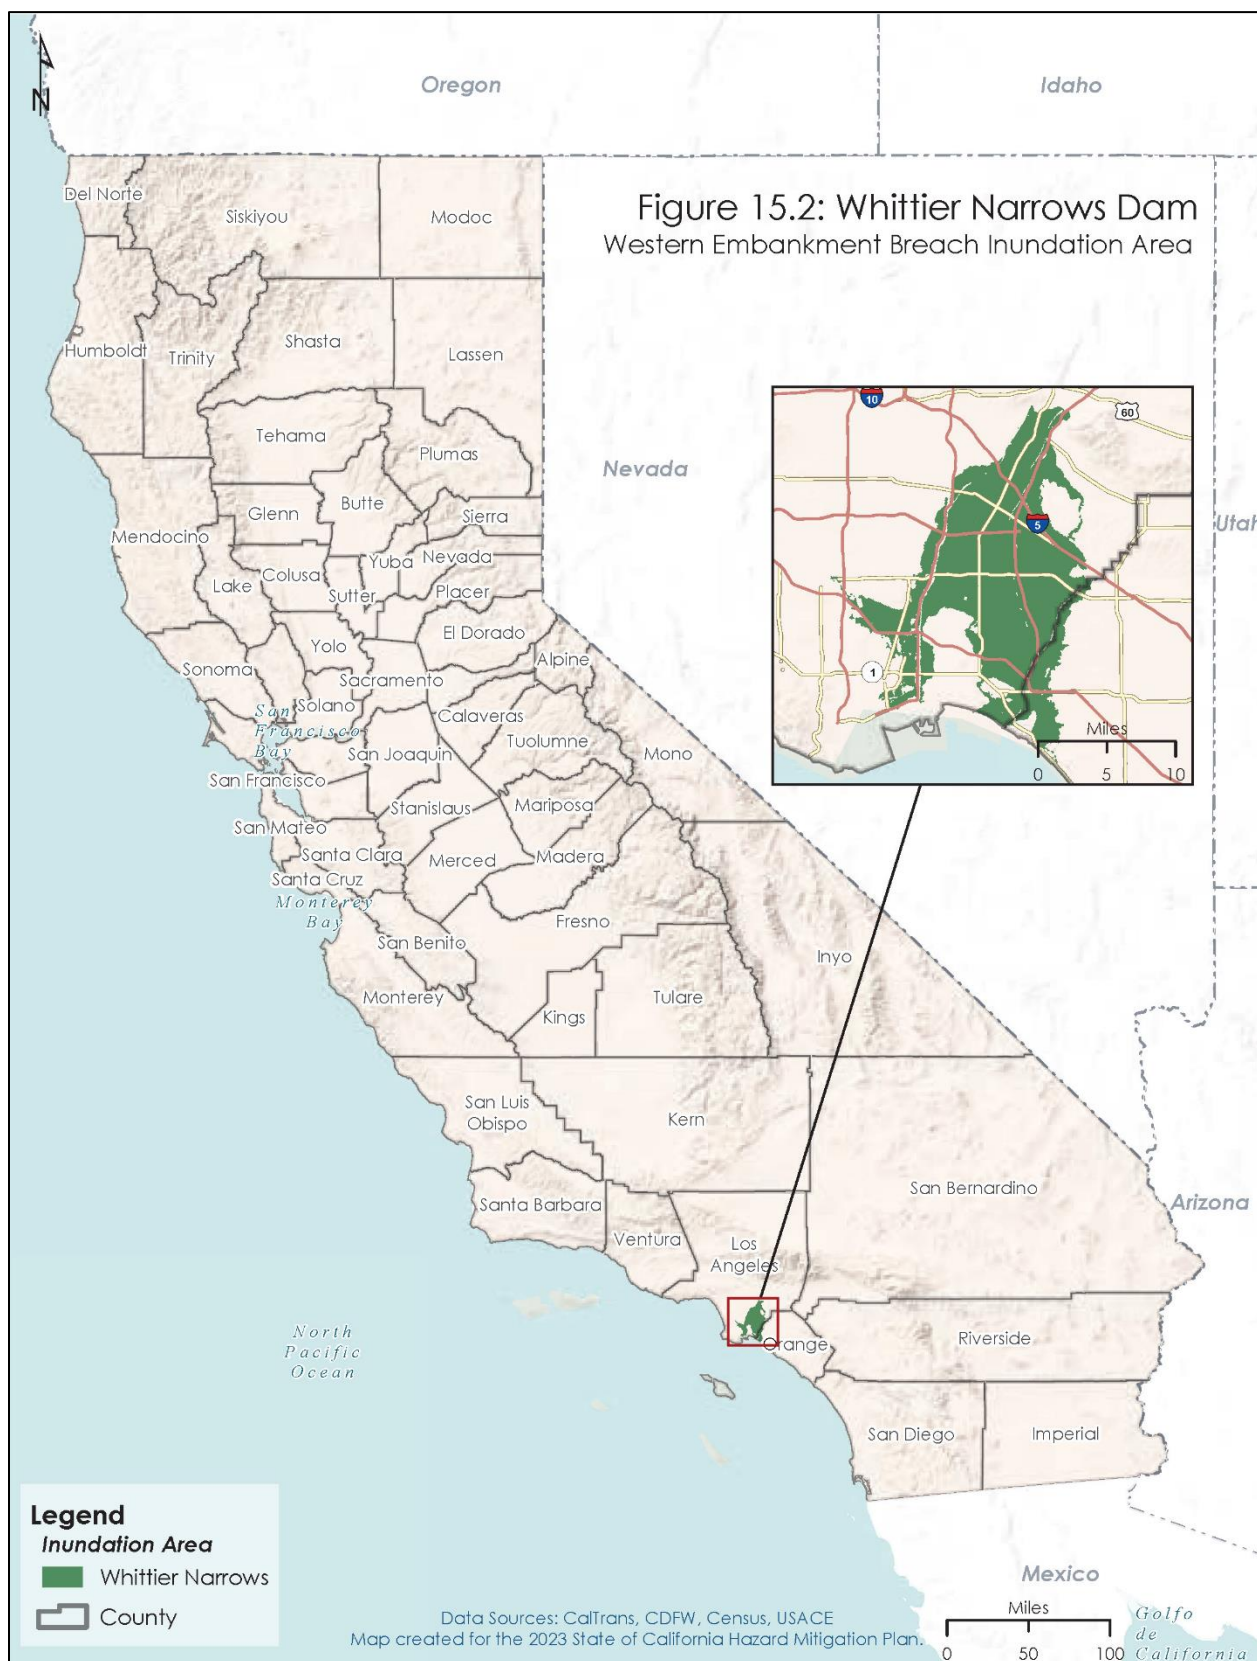 N
Oregon
Idaho
Del Norte
Siskiyou
Modoc
Figure 15.2: Whittier Narrows Dam
Western Embankment Breach Inundation Area
Humboldt
Trinity
Shasta
Lassen
Tehama
Plumas
Nevada
10
60
5
1
Miles
0 5 10
Utah
Butte
Glenn
Sierra
Mendocino
Yuba
Nevada
Lake
Colusa
Sutter
Placer
El Dorado
Yolo
Sonoma
Alpine
Sacramento
Solano
San
Francisco
Bay
Calaveras
Tuolumne
San Joaquin
Mono
San Francisco
Stanislaus
Mariposa
San Mateo
Santa Clara
Merced
Madera
Santa Cruz
Monterey
Bay
Fresno
San Benito
Inyo
Monterey
Tulare
Kings
San Luis
Obispo
Kern
San Bernardino
Santa Barbara
Arizona
Ventura
Los
Angeles
North
Pacific
Ocean
Orange
Riverside
San Diego
Imperial
Legend
Inundation Area
Whittier Narrows
County
Mexico
Data Sources: CalTrans, CDFW, Census, USACE
Map created for the 2023 State of California Hazard Mitigation Plan.
Miles
0 50 100
Golfo
de
California